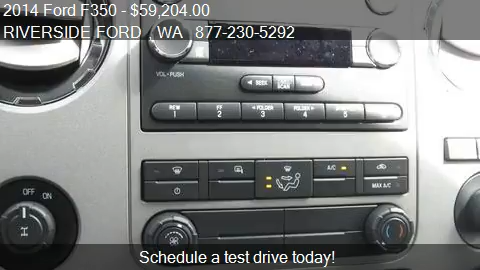 2014 Ford F350 - $59,204.00
RIVERSIDE FORD , WA  877-230-5292
VOL - PUSH
SEEK
REW
1
FF
2
◄ FOLDER
3
FOLDER ►
4
5
OFF
ON
A/C
MAX A/C
Schedule a test drive today!